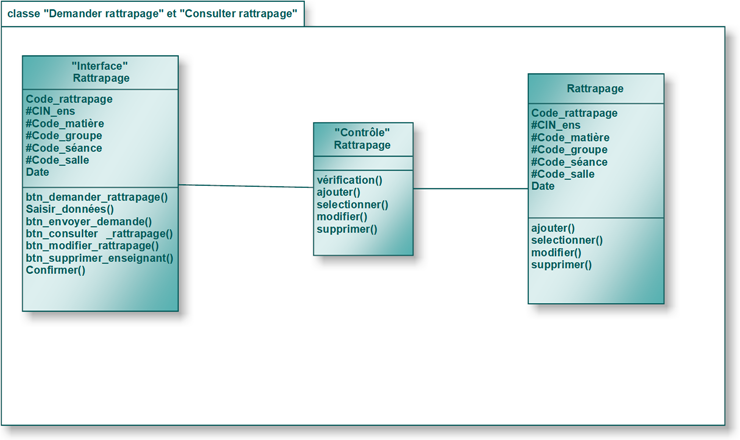 classe "Demander rattrapage" et "Consulter rattrapage"
"Interface"
Rattrapage
Code_rattrapage
#CIN_ens
#Code_matière
#Code_groupe
#Code_séance
#Code_salle
Date
btn_demander_rattrapage()
Saisir_données()
btn_envoyer_demande()
btn_consulter _rattrapage()
btn_modifier_rattrapage()
btn_supprimer_enseignant()
Confirmer()
"Contrôle"
Rattrapage
vérification()
ajouter()
selectionner()
modifier()
supprimer()
Rattrapage
Code_rattrapage
#CIN_ens
#Code_matière
#Code_groupe
#Code_séance
#Code_salle
Date
ajouter()
selectionner()
modifier()
supprimer()